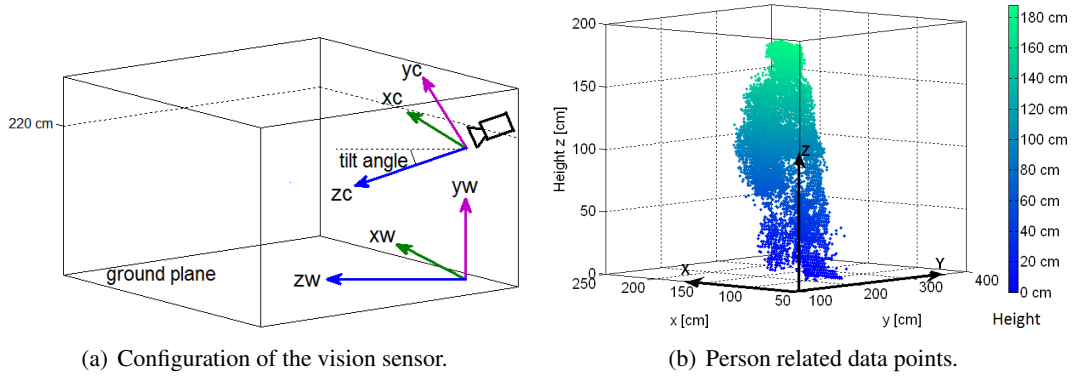 220 cm
yc
xc
tilt angle
zc
yw
xw
zw
ground plane
(a) Configuration of the vision sensor.
200
150
100
50
0
Height z [cm]
Z
X
Y
250
200
150
100
50
x [cm]
100
200
300
400
y [cm]
180 cm
160 cm
140 cm
120 cm
100 cm
80 cm
60 cm
40 cm
20 cm
0 cm
Height
(b) Person related data points.